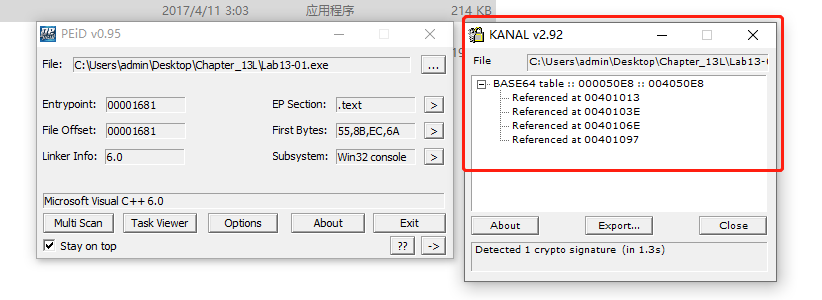 2017/4/11 3:03 应用程序 214 KB
PEiD v0.95
File: C:\Users\admin\Desktop\Chapter_13L\Lab13-01.exe ...
Entrypoint: 00001681 EP Section: .text >
File Offset: 00001681 First Bytes: 55,8B,EC,6A >
Linker Info: 6.0 Subsystem: Win32 console >
Microsoft Visual C++ 6.0
Multi Scan Task Viewer Options About Exit
Stay on top ?? ->
KANAL v2.92
File C:\Users\admin\Desktop\Chapter_13L\Lab13-0
BASE64 table :: 000050E8 :: 004050E8
Referenced at 00401013
Referenced at 0040103E
Referenced at 0040106E
Referenced at 00401097
About Export... Close
Detected 1 crypto signature (in 1.3s)